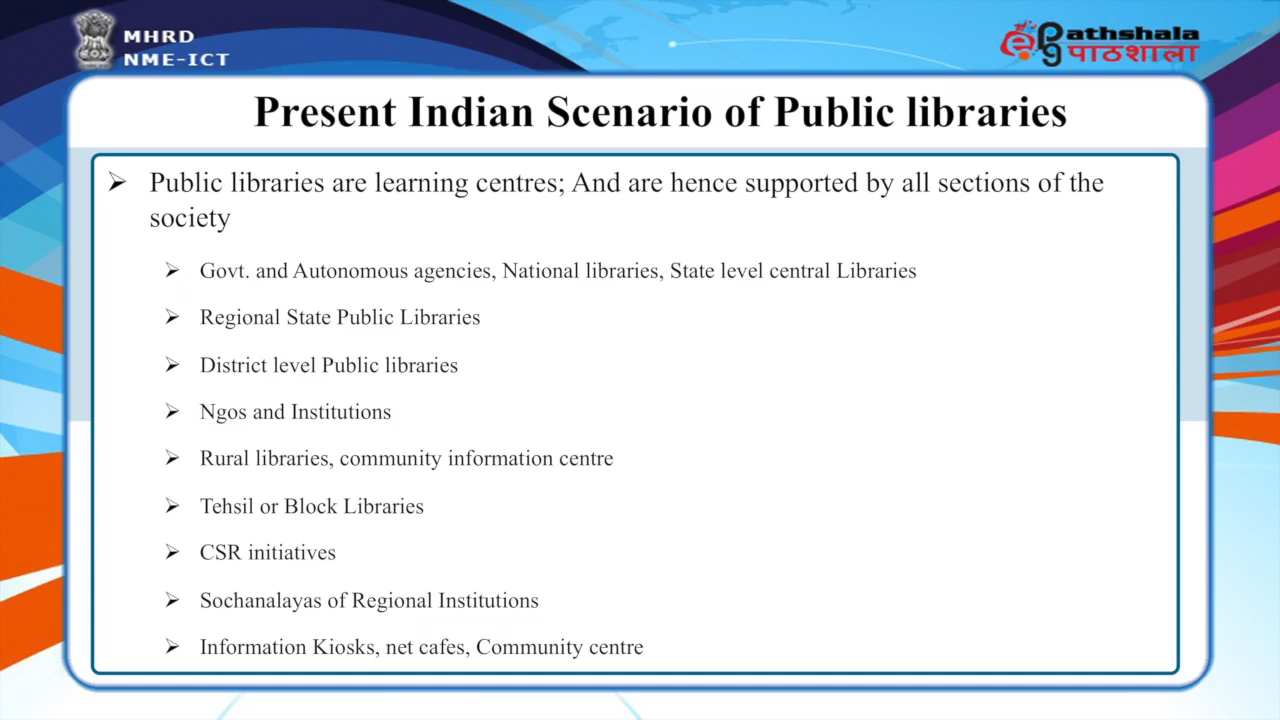 MHRD
NME-ICT
e pg Pathshala
पाठशाला
Present Indian Scenario of Public libraries
Public libraries are learning centres; And are hence supported by all sections of the
society
Govt. and Autonomous agencies, National libraries, State level central Libraries
Regional State Public Libraries
District level Public libraries
Ngos and Institutions
Rural libraries, community information centre
Tehsil or Block Libraries
CSR initiatives
Sochanalayas of Regional Institutions
Information Kiosks, net cafes, Community centre